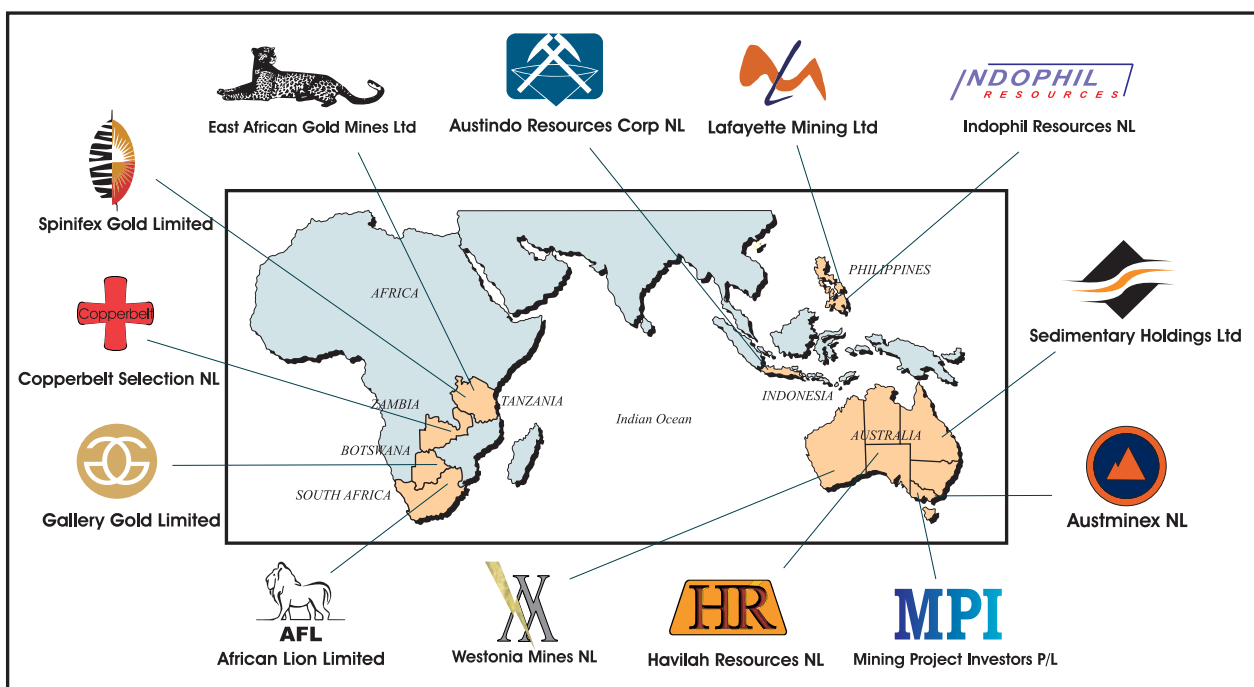 East African Gold Mines Ltd
Austindo Resources Corp NL
Lafayette Mining Ltd
INDOPHIL
RESOURCES
Indophil Resources NL
Spinifex Gold Limited
Copperbelt
Copperbelt Selection NL
Gallery Gold Limited
AFRICA
PHILIPPINES
ZAMBIA
TANZANIA
INDONESIA
Indian Ocean
BOTSWANA
AUSTRALIA
SOUTH AFRICA
Sedimentary Holdings Ltd
Austminex NL
AFL
African Lion Limited
Westonia Mines NL
HR
Havilah Resources NL
MPI
Mining Project Investors P/L